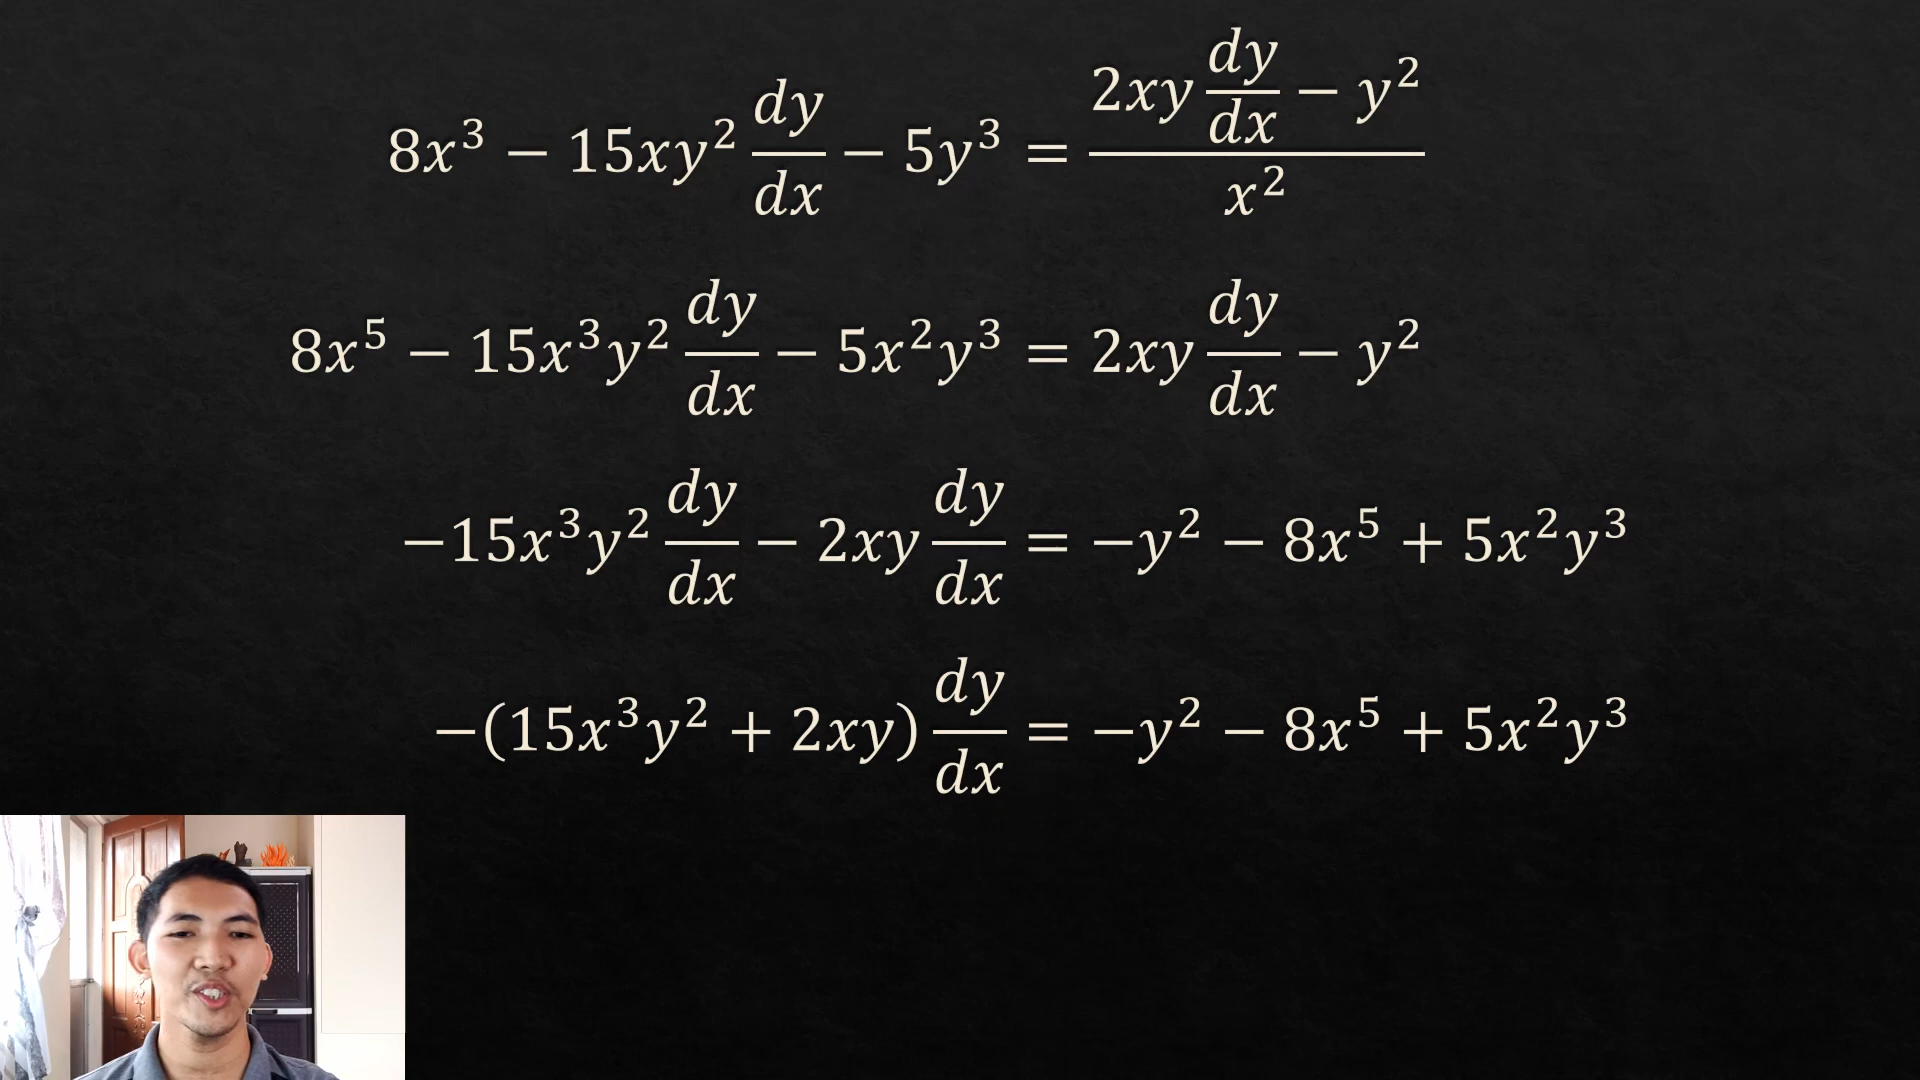 8x³ − 15xy² dy/dx − 5y³ = (2xy dy/dx − y²)/x²
8x⁵ − 15x³y² dy/dx − 5x²y³ = 2xy dy/dx − y²
−15x³y² dy/dx − 2xy dy/dx = −y² − 8x⁵ + 5x²y³
−(15x³y² + 2xy) dy/dx = −y² − 8x⁵ + 5x²y³